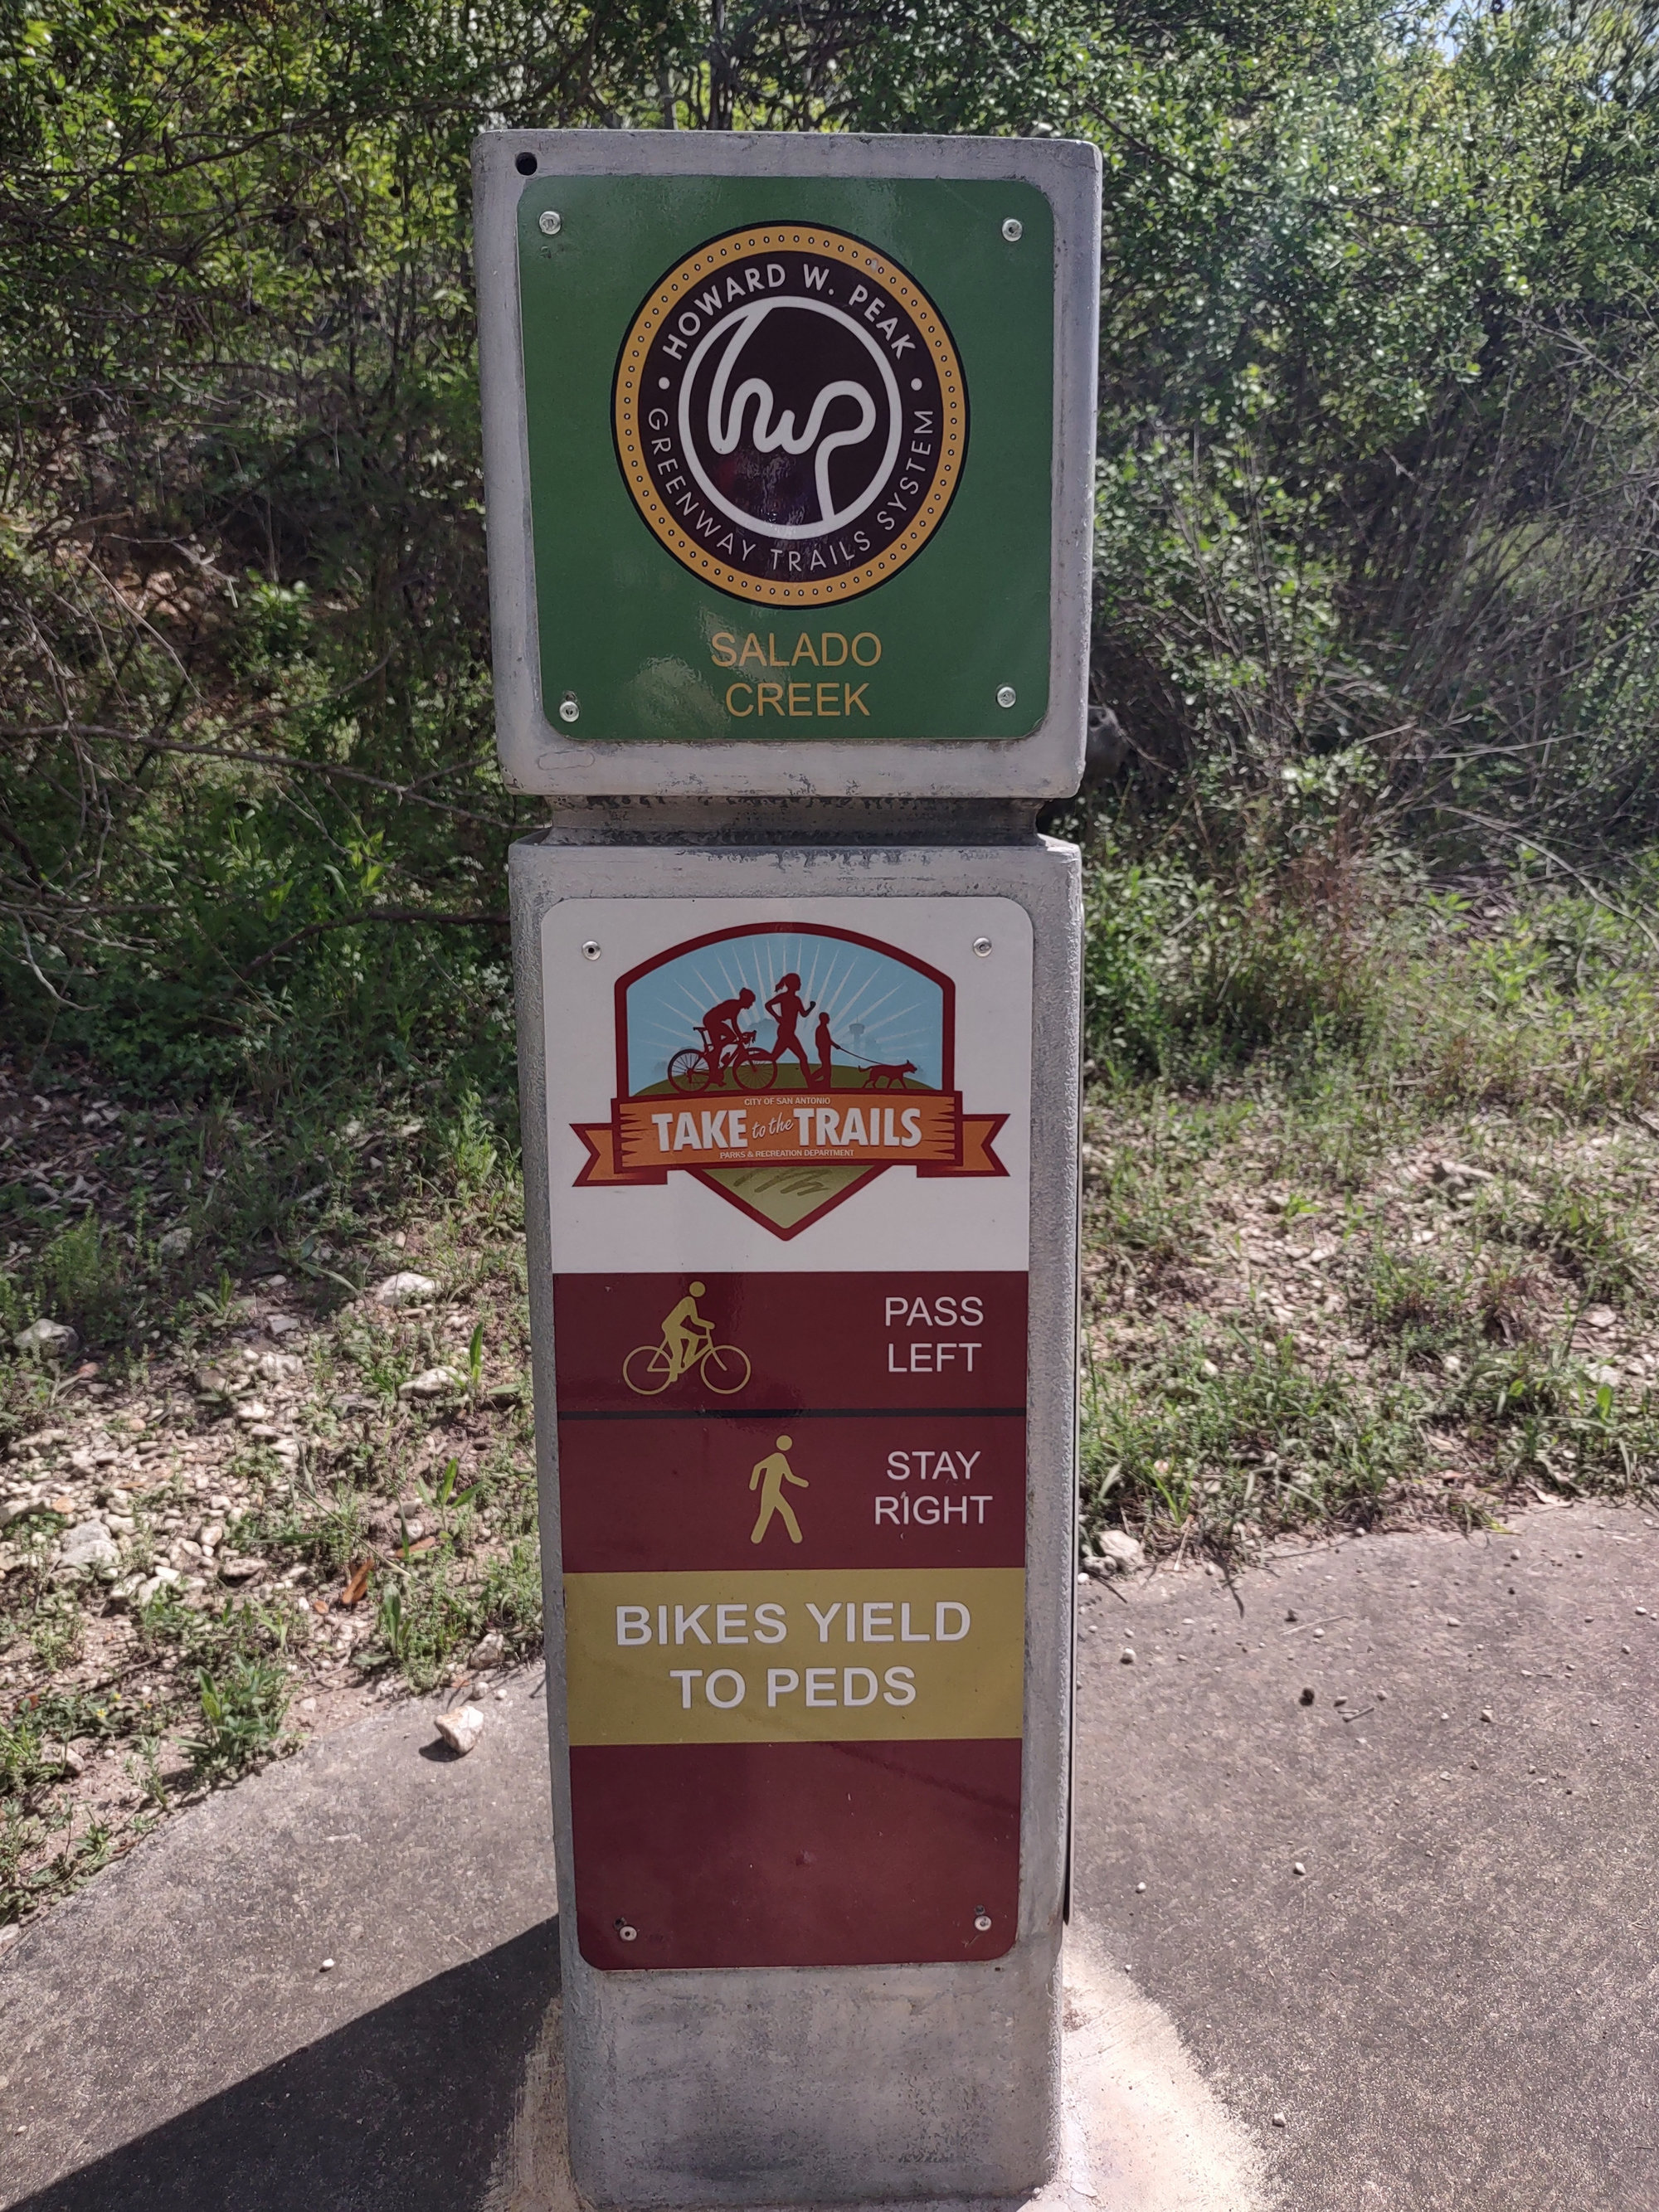 HOWARD W. PEAK
hwp
GREENWAY TRAILS SYSTEM
SALADO
CREEK
CITY OF SAN ANTONIO
TAKE to the TRAILS
PARKS & RECREATION DEPARTMENT
PASS
LEFT
STAY
RIGHT
BIKES YIELD
TO PEDS